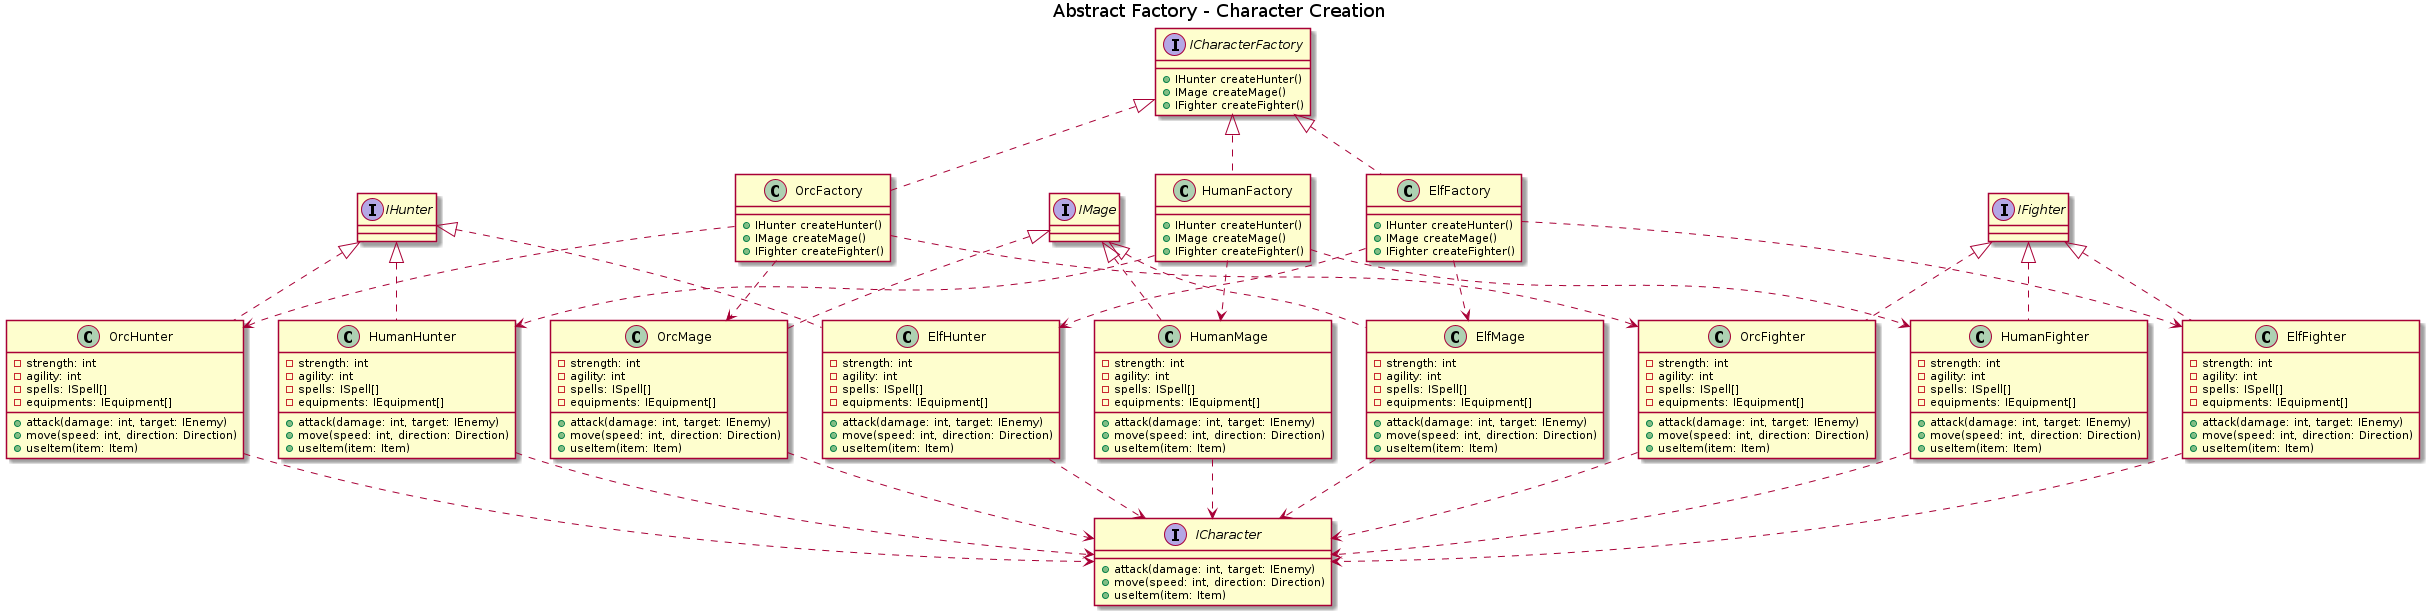 Abstract Factory - Character Creation
I ICharacterFactory
IHunter createHunter()
IMage createMage()
IFighter createFighter()
C OrcFactory
IHunter createHunter()
IMage createMage()
IFighter createFighter()
C HumanFactory
IHunter createHunter()
IMage createMage()
IFighter createFighter()
C ElfFactory
IHunter createHunter()
IMage createMage()
IFighter createFighter()
I IHunter
I IMage
I IFighter
C OrcHunter
strength: int
agility: int
spells: ISpell[]
equipments: IEquipment[]
attack(damage: int, target: IEnemy)
move(speed: int, direction: Direction)
useItem(item: Item)
C HumanHunter
strength: int
agility: int
spells: ISpell[]
equipments: IEquipment[]
attack(damage: int, target: IEnemy)
move(speed: int, direction: Direction)
useItem(item: Item)
C OrcMage
strength: int
agility: int
spells: ISpell[]
equipments: IEquipment[]
attack(damage: int, target: IEnemy)
move(speed: int, direction: Direction)
useItem(item: Item)
C ElfHunter
strength: int
agility: int
spells: ISpell[]
equipments: IEquipment[]
attack(damage: int, target: IEnemy)
move(speed: int, direction: Direction)
useItem(item: Item)
C HumanMage
strength: int
agility: int
spells: ISpell[]
equipments: IEquipment[]
attack(damage: int, target: IEnemy)
move(speed: int, direction: Direction)
useItem(item: Item)
C ElfMage
strength: int
agility: int
spells: ISpell[]
equipments: IEquipment[]
attack(damage: int, target: IEnemy)
move(speed: int, direction: Direction)
useItem(item: Item)
C OrcFighter
strength: int
agility: int
spells: ISpell[]
equipments: IEquipment[]
attack(damage: int, target: IEnemy)
move(speed: int, direction: Direction)
useItem(item: Item)
C HumanFighter
strength: int
agility: int
spells: ISpell[]
equipments: IEquipment[]
attack(damage: int, target: IEnemy)
move(speed: int, direction: Direction)
useItem(item: Item)
C ElfFighter
strength: int
agility: int
spells: ISpell[]
equipments: IEquipment[]
attack(damage: int, target: IEnemy)
move(speed: int, direction: Direction)
useItem(item: Item)
I ICharacter
attack(damage: int, target: IEnemy)
move(speed: int, direction: Direction)
useItem(item: Item)